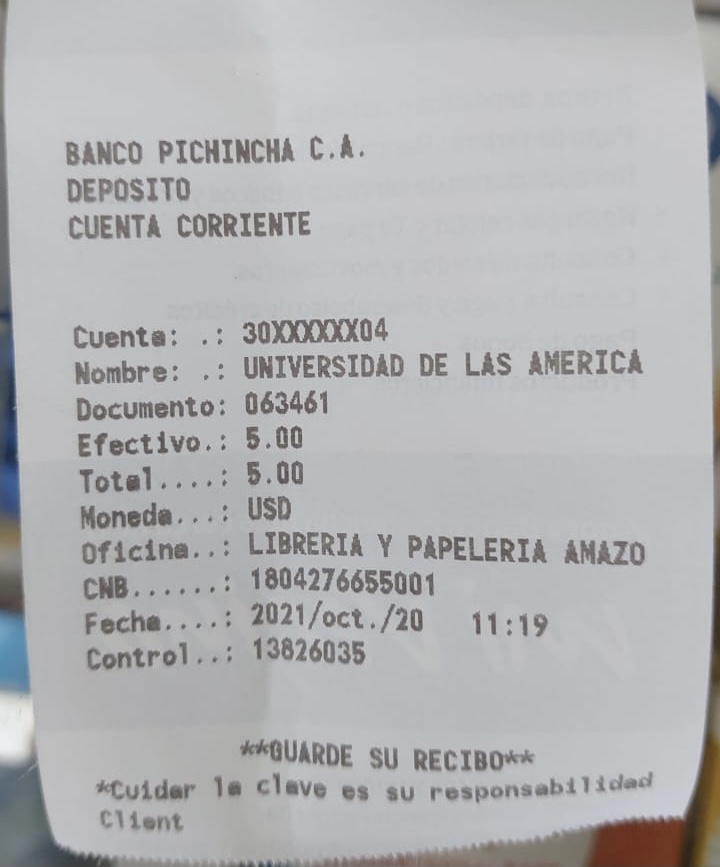 BANCO PICHINCHA C.A.
DEPOSITO
CUENTA CORRIENTE
Cuenta: .: 30XXXXXX04
Nombre: .: UNIVERSIDAD DE LAS AMERICA
Documento: 063461
Efectivo.: 5.00
Total....: 5.00
Moneda...: USD
Oficina..: LIBRERIA Y PAPELERIA AMAZO
CNB......: 1804276655001
Fecha....: 2021/oct./20 11:19
Control..: 13826035
**GUARDE SU RECIBO**
*Cuidar la clave es su responsabilidad
Client